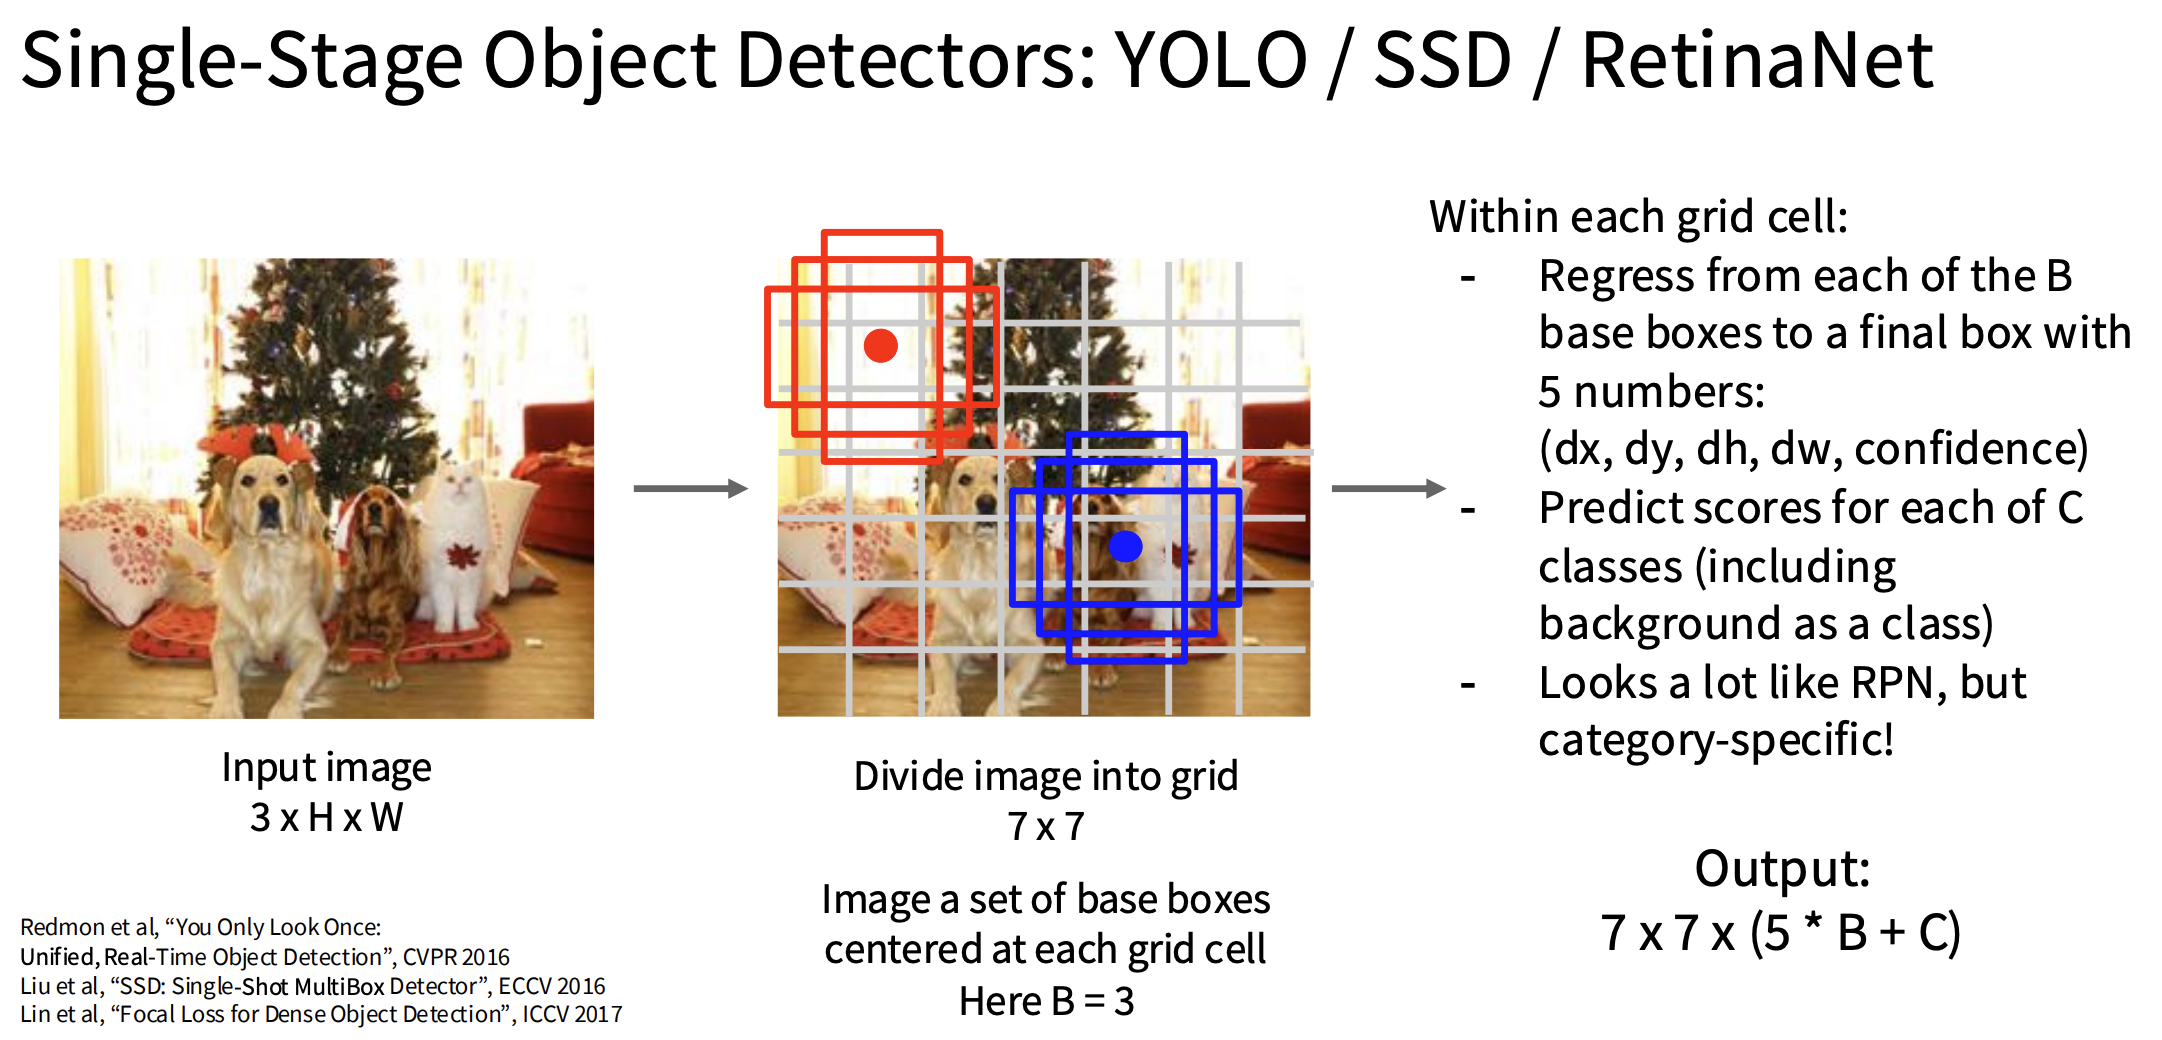 Single-Stage Object Detectors: YOLO / SSD / RetinaNet
Input image
3 x H x W
Divide image into grid
7 x 7
Image a set of base boxes
centered at each grid cell
Here B = 3
Within each grid cell:
- Regress from each of the B
base boxes to a final box with
5 numbers:
(dx, dy, dh, dw, confidence)
- Predict scores for each of C
classes (including
background as a class)
- Looks a lot like RPN, but
category-specific!
Output:
7 x 7 x (5 * B + C)
Redmon et al, “You Only Look Once:
Unified, Real-Time Object Detection”, CVPR 2016
Liu et al, “SSD: Single-Shot MultiBox Detector”, ECCV 2016
Lin et al, “Focal Loss for Dense Object Detection”, ICCV 2017